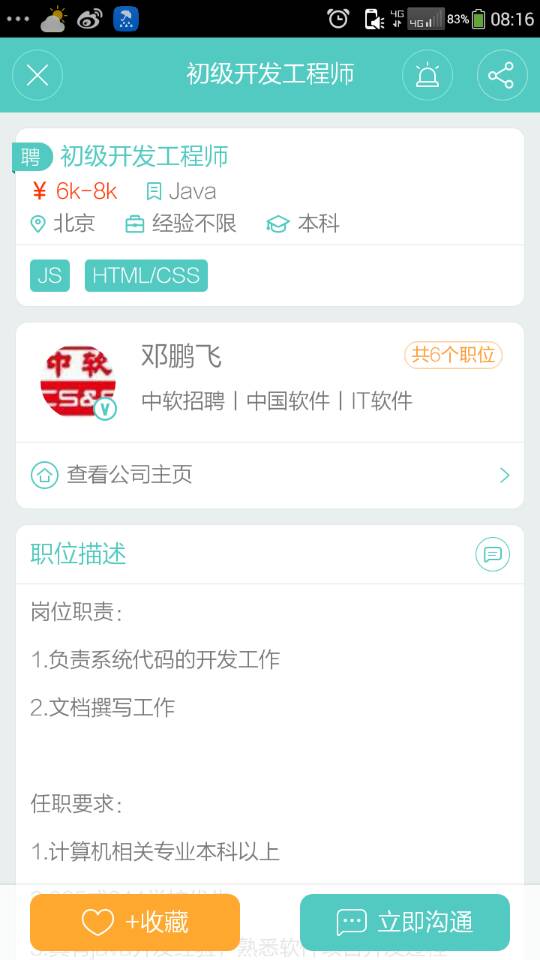 4G 4G 83% 08:16
初级开发工程师
聘 初级开发工程师
¥ 6k-8k Java
北京 经验不限 本科
JS HTML/CSS
中软
CS&S
邓鹏飞 共6个职位
中软招聘丨中国软件丨IT软件
查看公司主页
职位描述
岗位职责：
1.负责系统代码的开发工作
2.文档撰写工作
任职要求：
1.计算机相关专业本科以上
+收藏 立即沟通